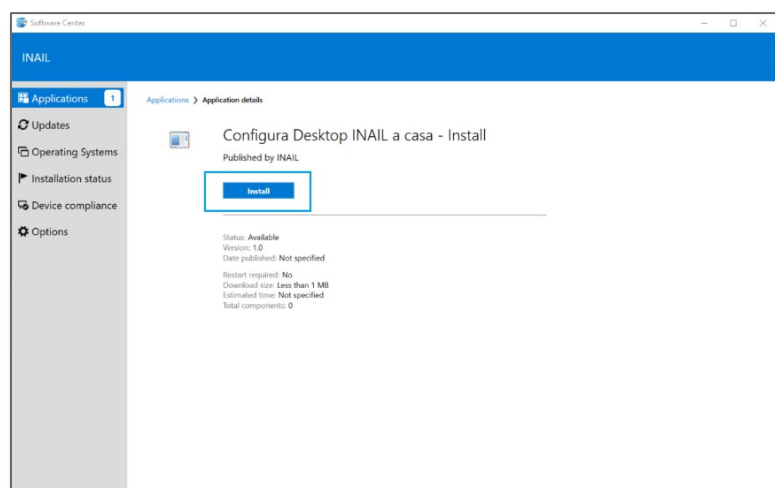 Software Center
INAIL
Applications 1
Updates
Operating Systems
Installation status
Device compliance
Options
Applications ❯ Application details
Configura Desktop INAIL a casa - Install
Published by INAIL
Install
Status: Available
Version: 1.0
Date published: Not specified
Restart required: No
Download size: Less than 1 MB
Estimated time: Not specified
Total components: 0